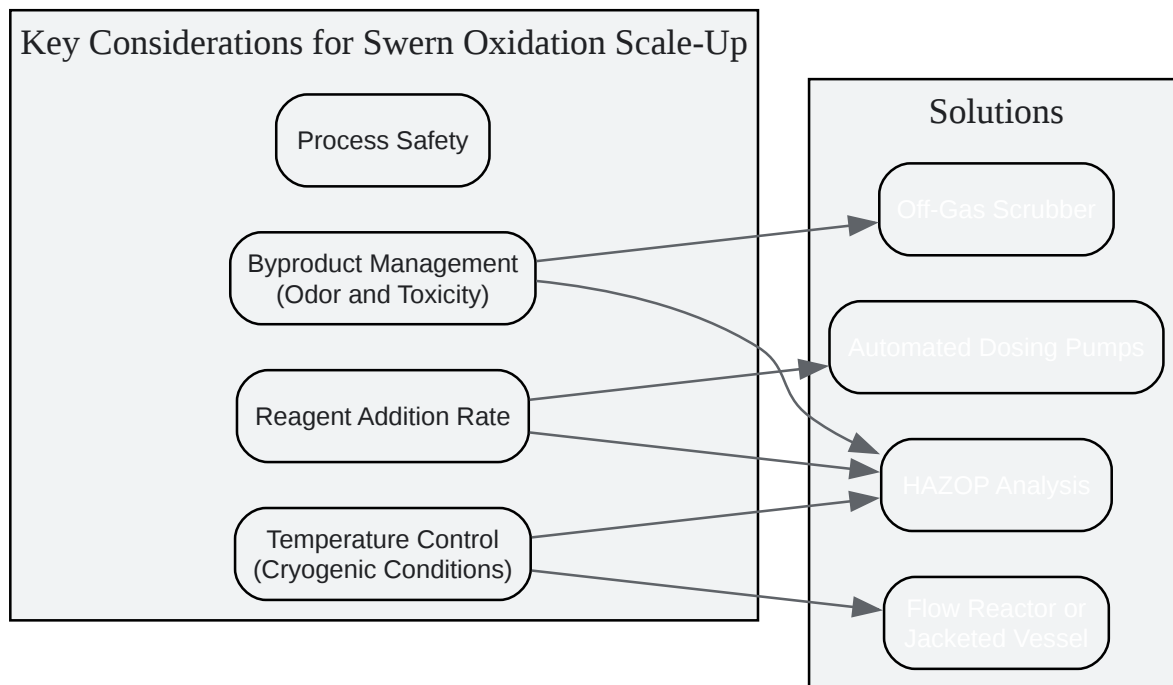 Key Considerations for Swern Oxidation Scale-Up
Process Safety
Byproduct Management
(Odor and Toxicity)
Reagent Addition Rate
Temperature Control
(Cryogenic Conditions)
Solutions
Off-Gas Scrubber
Automated Dosing Pumps
HAZOP Analysis
Flow Reactor or
Jacketed Vessel